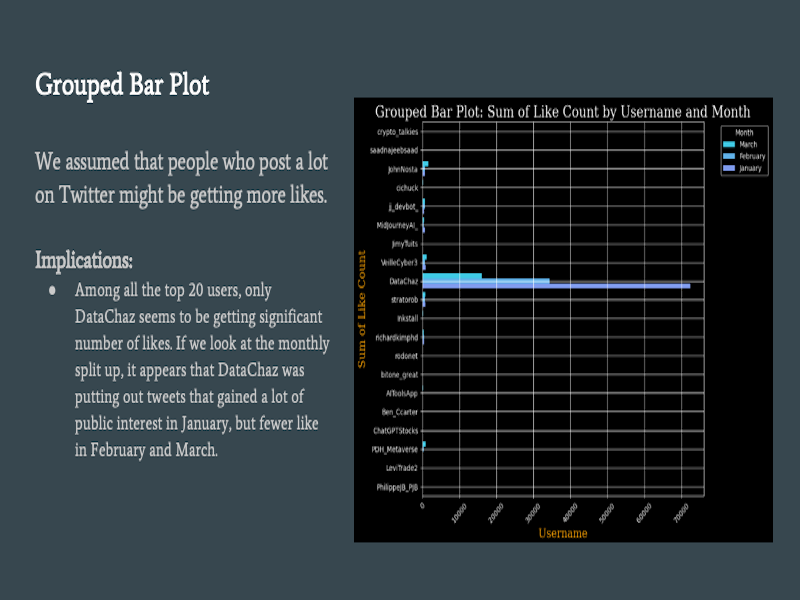 Grouped Bar Plot
We assumed that people who post a lot
on Twitter might be getting more likes.
Implications:
● Among all the top 20 users, only
DataChaz seems to be getting significant
number of likes. If we look at the monthly
split up, it appears that DataChaz was
putting out tweets that gained a lot of
public interest in January, but fewer like
in February and March.
Grouped Bar Plot: Sum of Like Count by Username and Month
Month
March
February
January
Sum of Like Count
crypto_talkies
saadnajeebsaad
JohnNosta
cichuck
jj_devbot_
MidJourneyAI_
JimyTuits
VeilleCyber3
DataChaz
stratorob
Inkstall
richardkimphd
rodonet
bitone_great
AIToolsApp
Ben_Ccarter
ChatGPTStocks
PDH_Metaverse
LeviTrade2
PhilippeJB_PJB
0 10000 20000 30000 40000 50000 60000 70000
Username